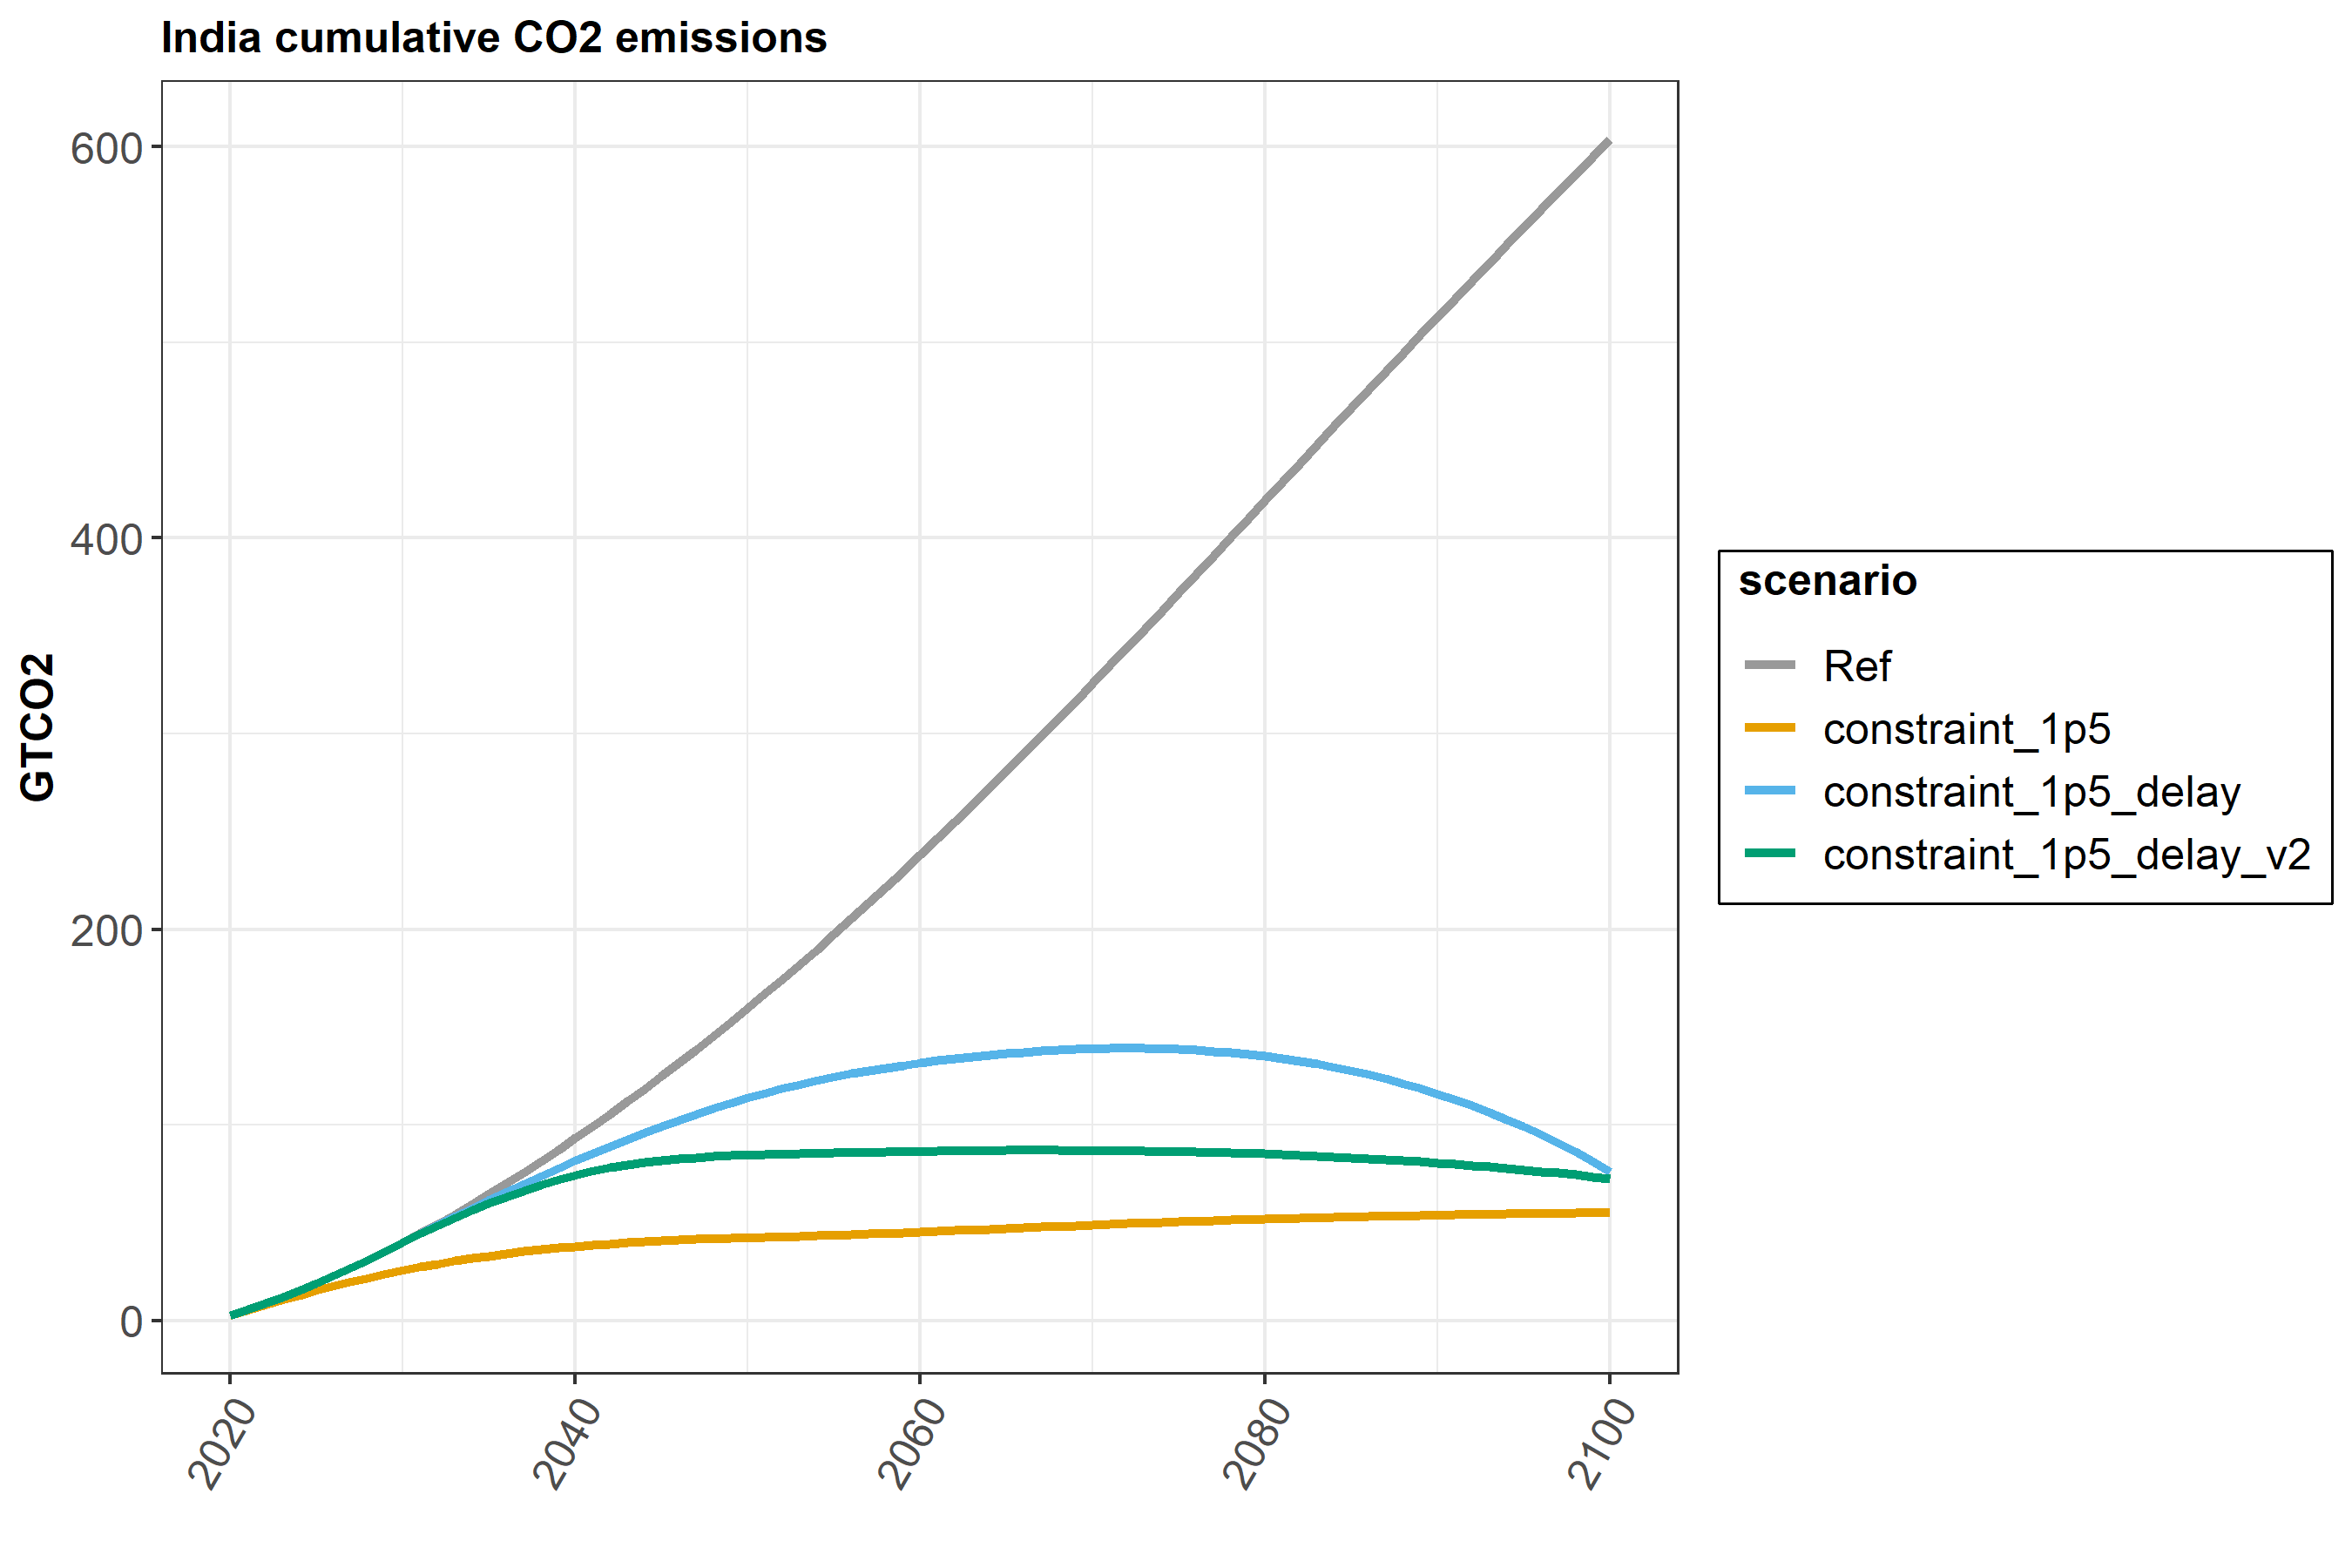 India cumulative CO2 emissions
600
400
200
0
GTCO2
2020
2040
2060
2080
2100
scenario
Ref
constraint_1p5
constraint_1p5_delay
constraint_1p5_delay_v2